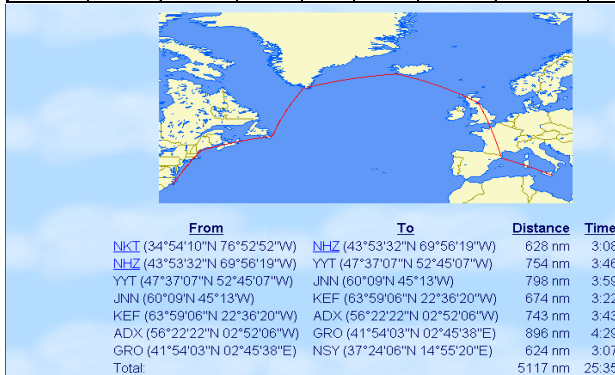 From To Distance Time
NKT (34°54'10"N 76°52'52"W) NHZ (43°53'32"N 69°56'19"W) 628 nm 3:08
NHZ (43°53'32"N 69°56'19"W) YYT (47°37'07"N 52°45'07"W) 754 nm 3:46
YYT (47°37'07"N 52°45'07"W) JNN (60°09'N 45°13'W) 798 nm 3:59
JNN (60°09'N 45°13'W) KEF (63°59'06"N 22°36'20"W) 674 nm 3:22
KEF (63°59'06"N 22°36'20"W) ADX (56°22'22"N 02°52'06"W) 743 nm 3:43
ADX (56°22'22"N 02°52'06"W) GRO (41°54'03"N 02°45'38"E) 896 nm 4:29
GRO (41°54'03"N 02°45'38"E) NSY (37°24'06"N 14°55'20"E) 624 nm 3:07
Total: 5117 nm 25:35